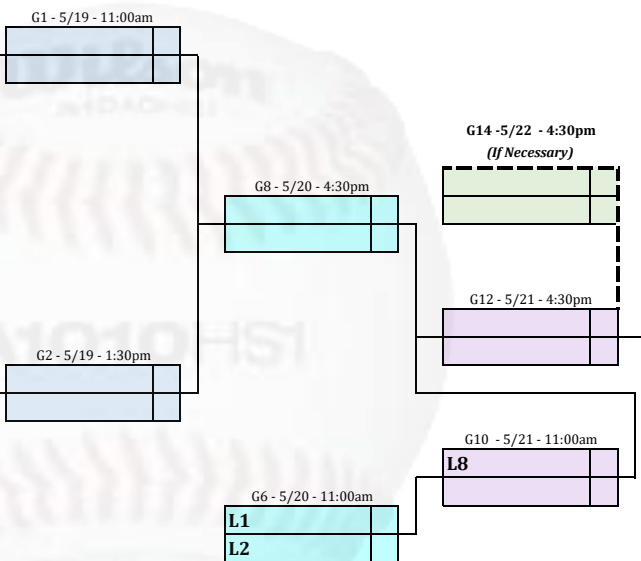 G1 - 5/19 - 11:00am
Wilson
G14 -5/22 - 4:30pm
(If Necessary)
G8 - 5/20 - 4:30pm
G12 - 5/21 - 4:30pm
A1010HS1
G2 - 5/19 - 1:30pm
G10 - 5/21 - 11:00am
L8
G6 - 5/20 - 11:00am
L1
L2